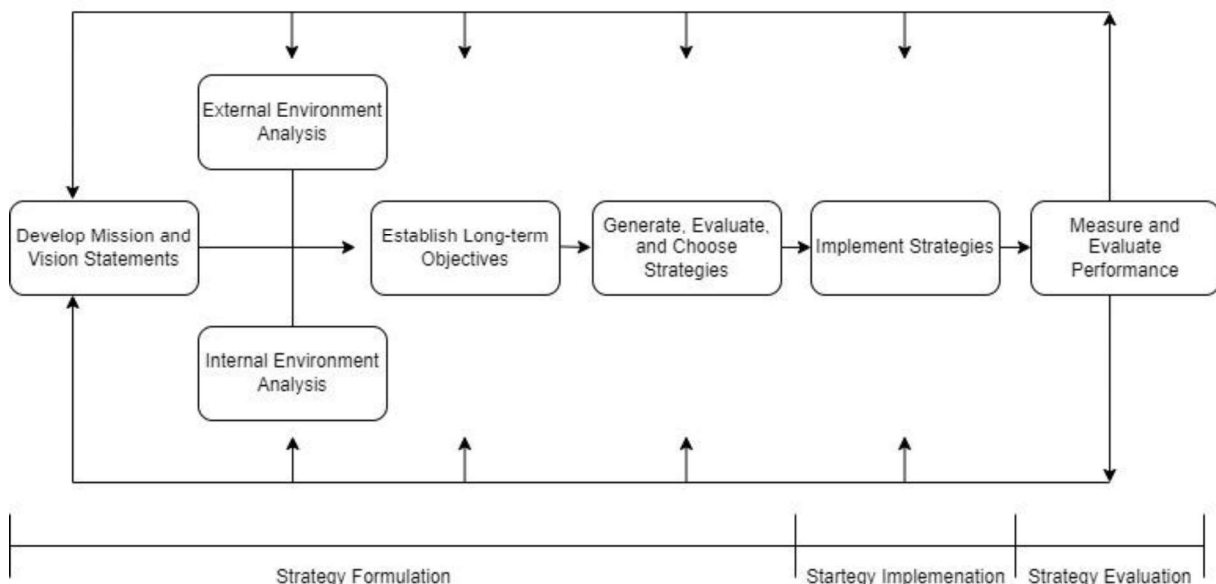 External Environment
Analysis
Develop Mission and
Vision Statements
Establish Long-term
Objectives
Generate, Evaluate,
and Choose
Strategies
Implement Strategies
Measure and
Evaluate
Performance
Internal Environment
Analysis
Strategy Formulation
Startegy Implemenation
Strategy Evaluation